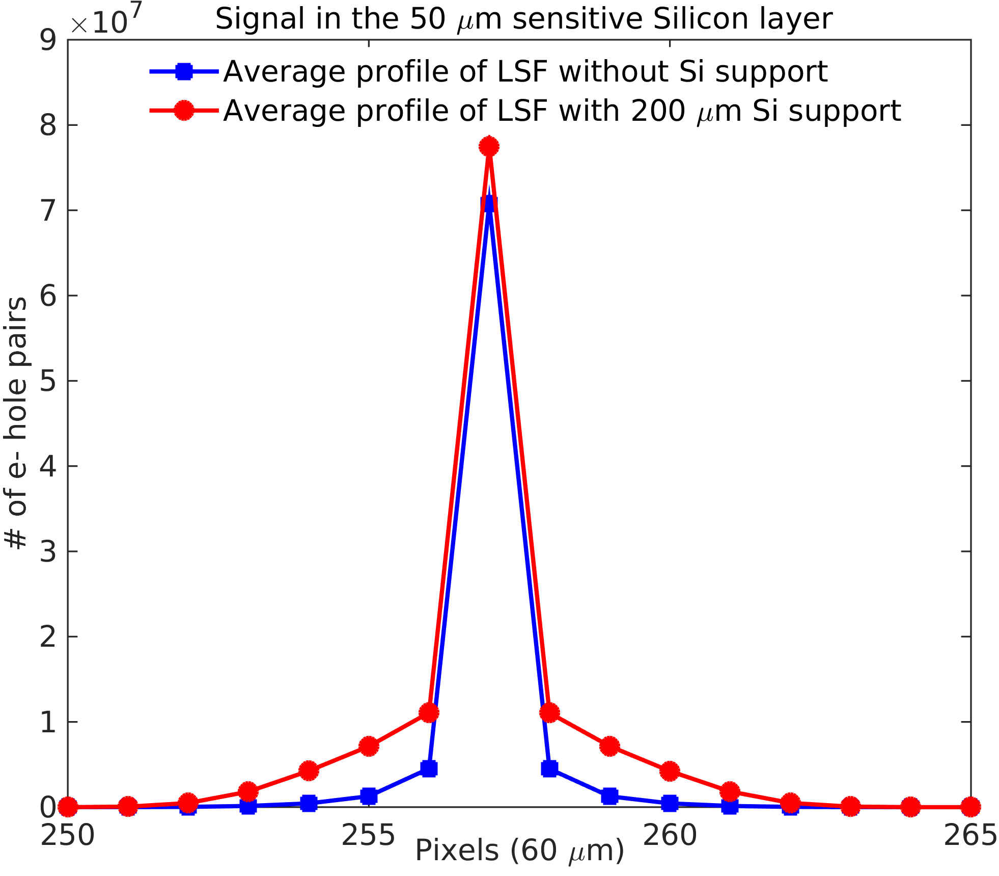 ×10⁷
Signal in the 50 μm sensitive Silicon layer
Average profile of LSF without Si support
Average profile of LSF with 200 μm Si support
# of e- hole pairs
9
8
7
6
5
4
3
2
1
0
250 255 260 265
Pixels (60 μm)